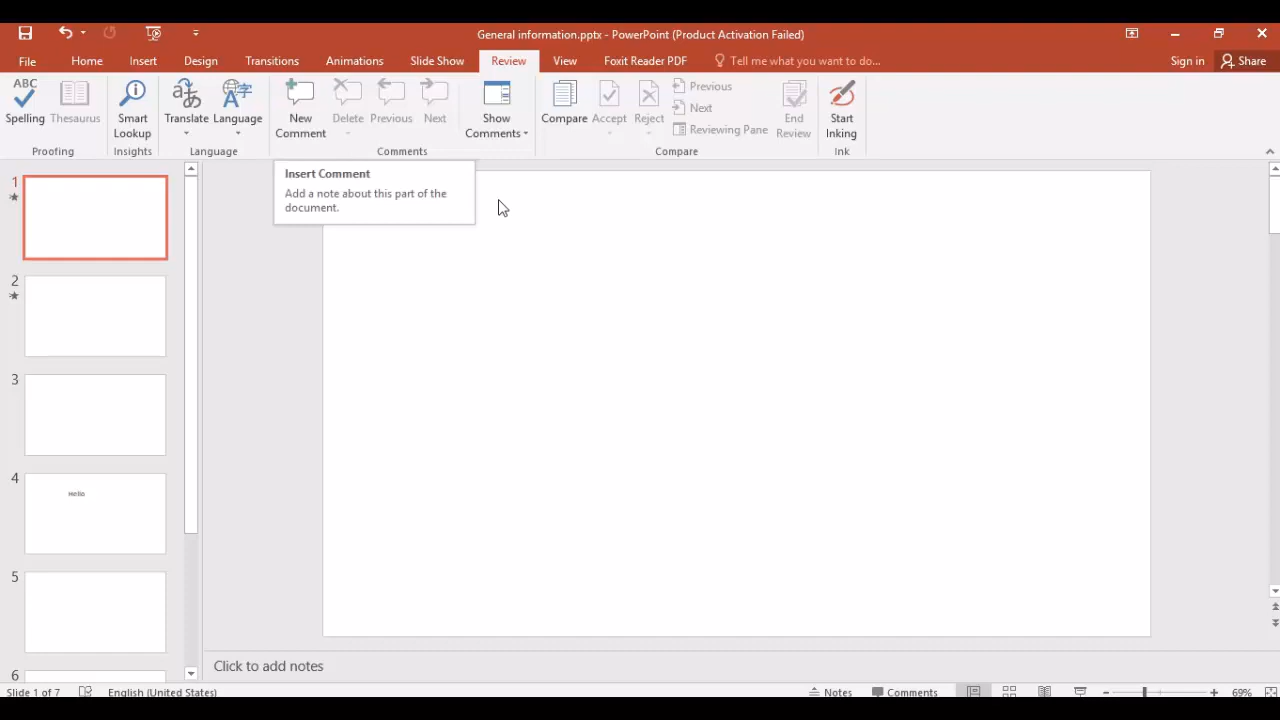 General information.pptx - PowerPoint (Product Activation Failed)
File Home Insert Design Transitions Animations Slide Show Review View Foxit Reader PDF Tell me what you want to do... Sign in Share
ABC
Spelling Thesaurus
Proofing
Smart Lookup
Insights
Translate Language
Language
New Comment Delete Previous Next Show Comments
Comments
Compare Accept Reject Previous
Next
Reviewing Pane
End Review
Compare
Start Inking
Ink
Insert Comment
Add a note about this part of the
document.
1
2
3
4
Hello
5
6
Click to add notes
Slide 1 of 7 English (United States) Notes Comments 69%